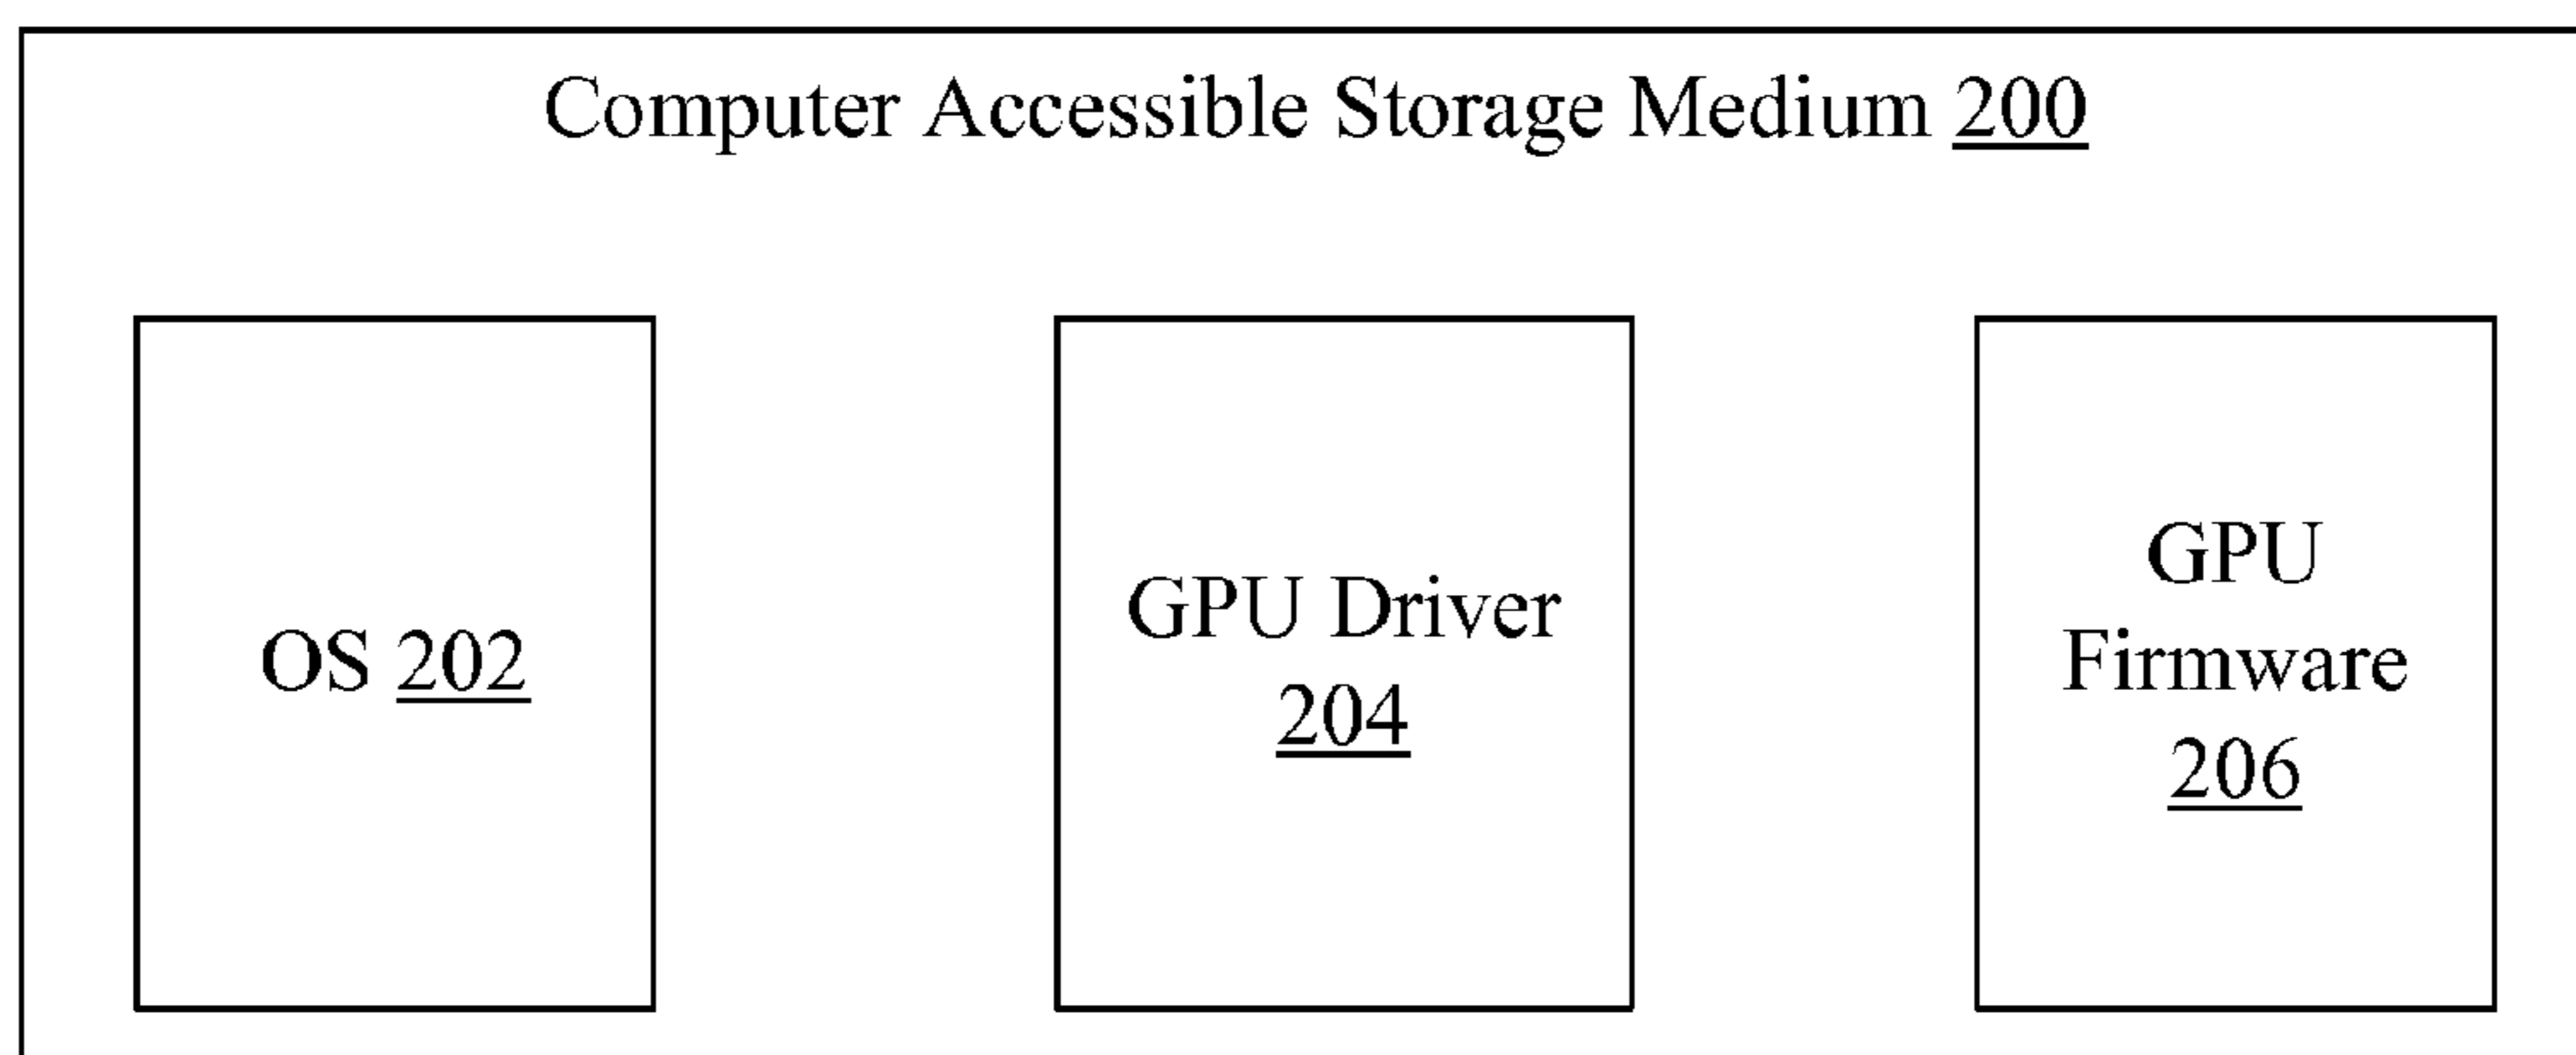 Computer Accessible Storage Medium 200
OS 202
GPU Driver
204
GPU
Firmware
206